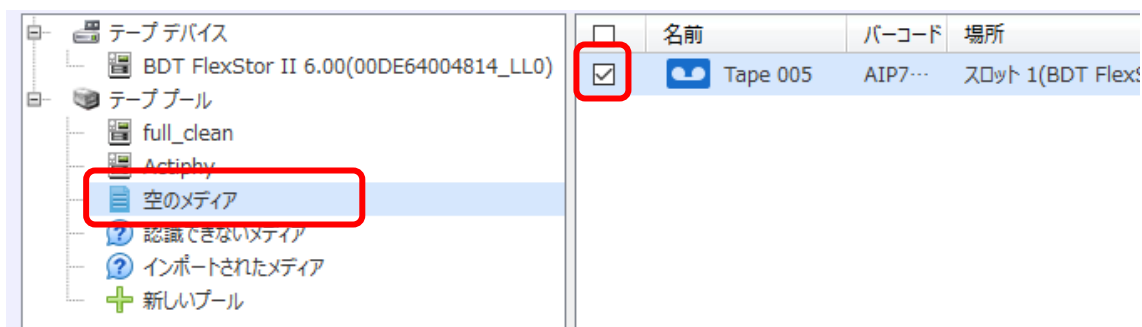 テープ デバイス
BDT FlexStor II 6.00(00DE64004814_LL0)
テープ プール
full_clean
Actiphy
空のメディア
認識できないメディア
インポートされたメディア
新しいプール
名前 バーコード 場所
Tape 005 AIP7… スロット 1(BDT FlexS